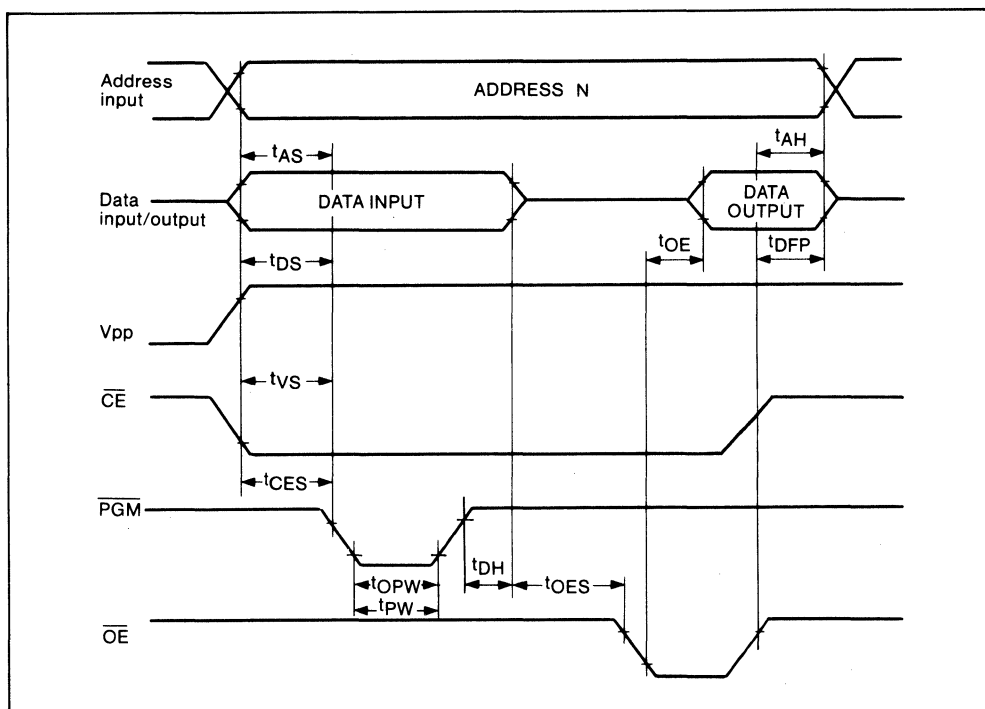 Address
input
ADDRESS N
tAS
tAH
Data
input/output
DATA INPUT
DATA
OUTPUT
tDS
tOE
tDFP
Vpp
tVS
CE
tCES
PGM
tDH
tOPW
tOES
tPW
OE